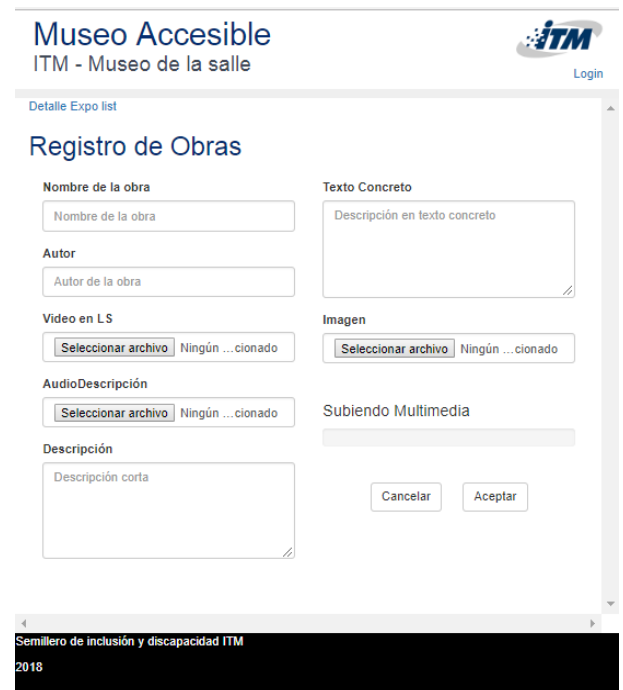 Museo Accesible
ITM - Museo de la salle
iTM
Login
Detalle Expo list
Registro de Obras
Nombre de la obra
Nombre de la obra
Autor
Autor de la obra
Video en LS
Seleccionar archivo Ningún ...cionado
AudioDescripción
Seleccionar archivo Ningún ...cionado
Descripción
Descripción corta
Texto Concreto
Descripción en texto concreto
Imagen
Seleccionar archivo Ningún ...cionado
Subiendo Multimedia
Cancelar Aceptar
Semillero de inclusión y discapacidad ITM
2018